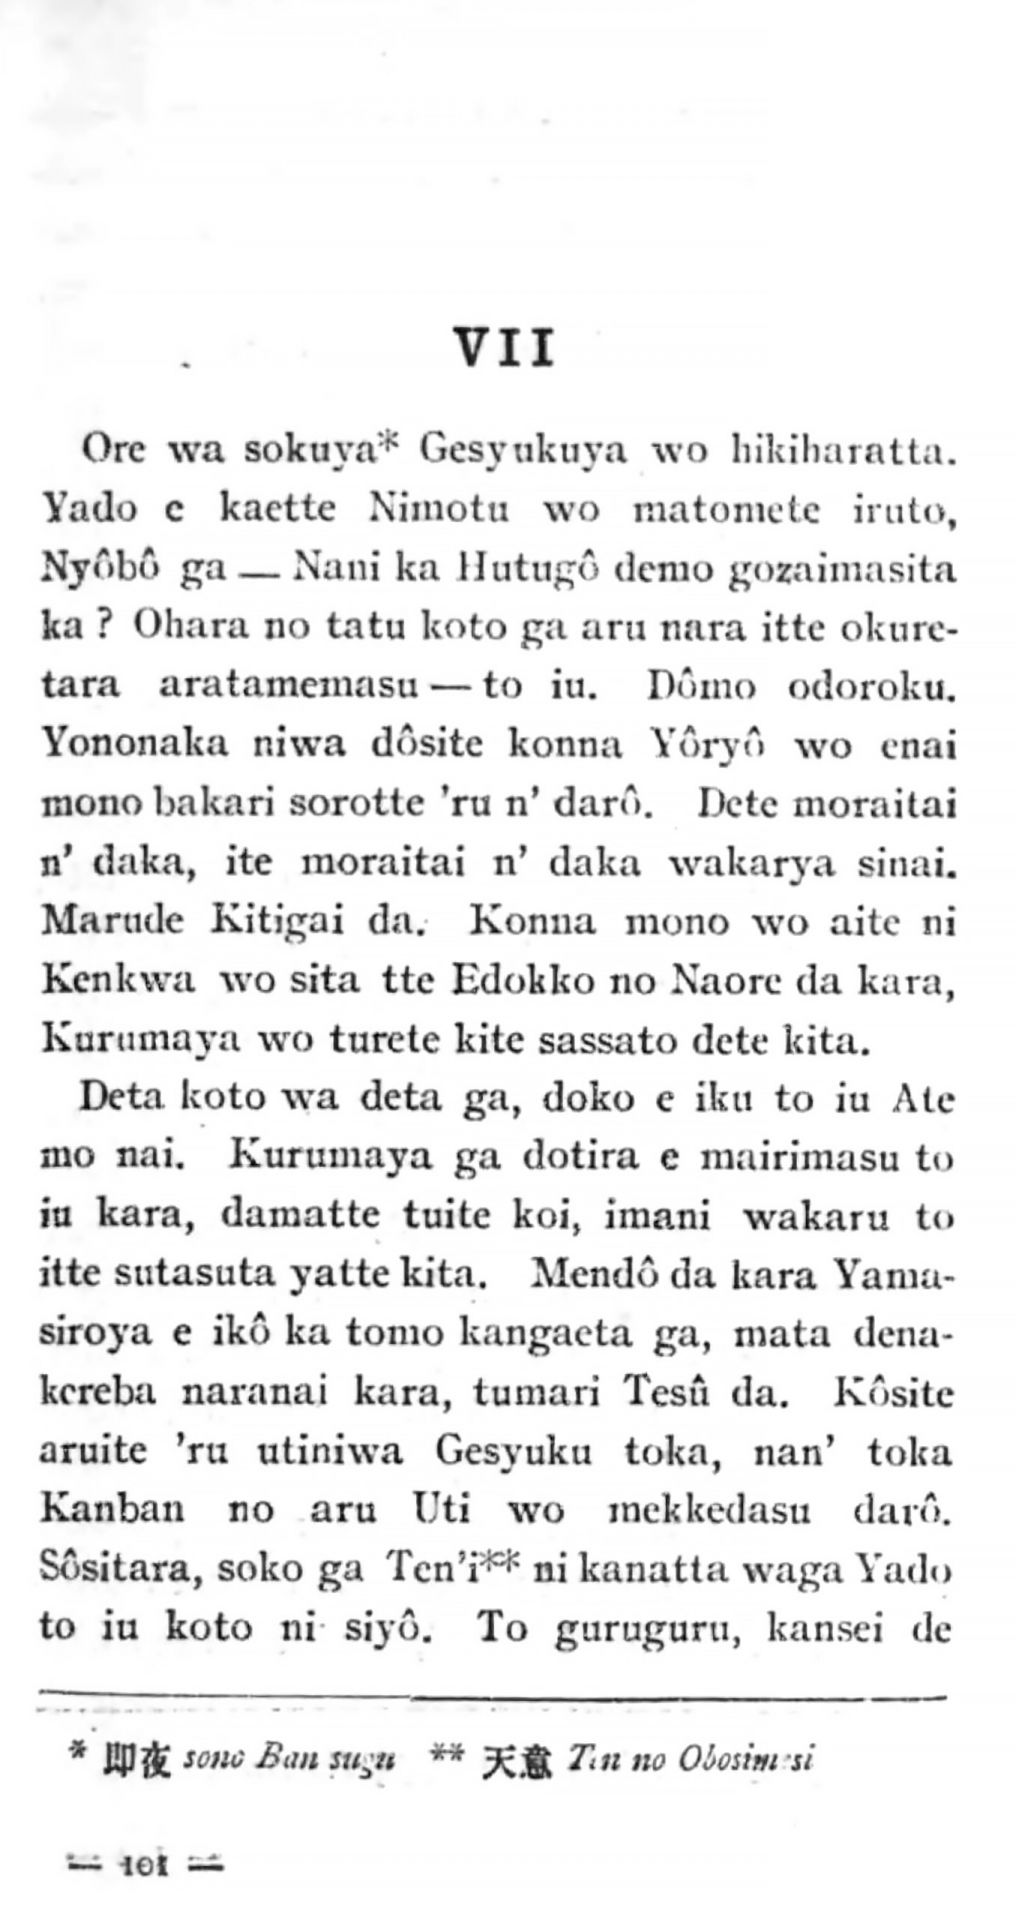 VII
Ore wa sokuya* Gesyukuya wo hikiharatta.
Yado e kaette Nimotu wo matomete iruto,
Nyôbô ga — Nani ka Hutugô demo gozaimasita
ka ? Ohara no tatu koto ga aru nara itte okure-
tara aratamemasu — to iu. Dômo odoroku.
Yononaka niwa dôsite konna Yôryô wo enai
mono bakari sorotte 'ru n' darô. Dete moraitai
n' daka, ite moraitai n' daka wakarya sinai.
Marude Kitigai da. Konna mono wo aite ni
Kenkwa wo sita tte Edokko no Naore da kara,
Kurumaya wo turete kite sassato dete kita.
Deta koto wa deta ga, doko e iku to iu Ate
mo nai. Kurumaya ga dotira e mairimasu to
iu kara, damatte tuite koi, imani wakaru to
itte sutasuta yatte kita. Mendô da kara Yama-
siroya e ikô ka tomo kangaeta ga, mata dena-
kereba naranai kara, tumari Tesû da. Kôsite
aruite 'ru utiniwa Gesyuku toka, nan' toka
Kanban no aru Uti wo mekkedasu darô.
Sôsitara, soko ga Ten'i** ni kanatta waga Yado
to iu koto ni siyô. To guruguru, kansei de
* 即夜 sono Ban sugu ** 天意 Ten no Obosimesi
= 101 =